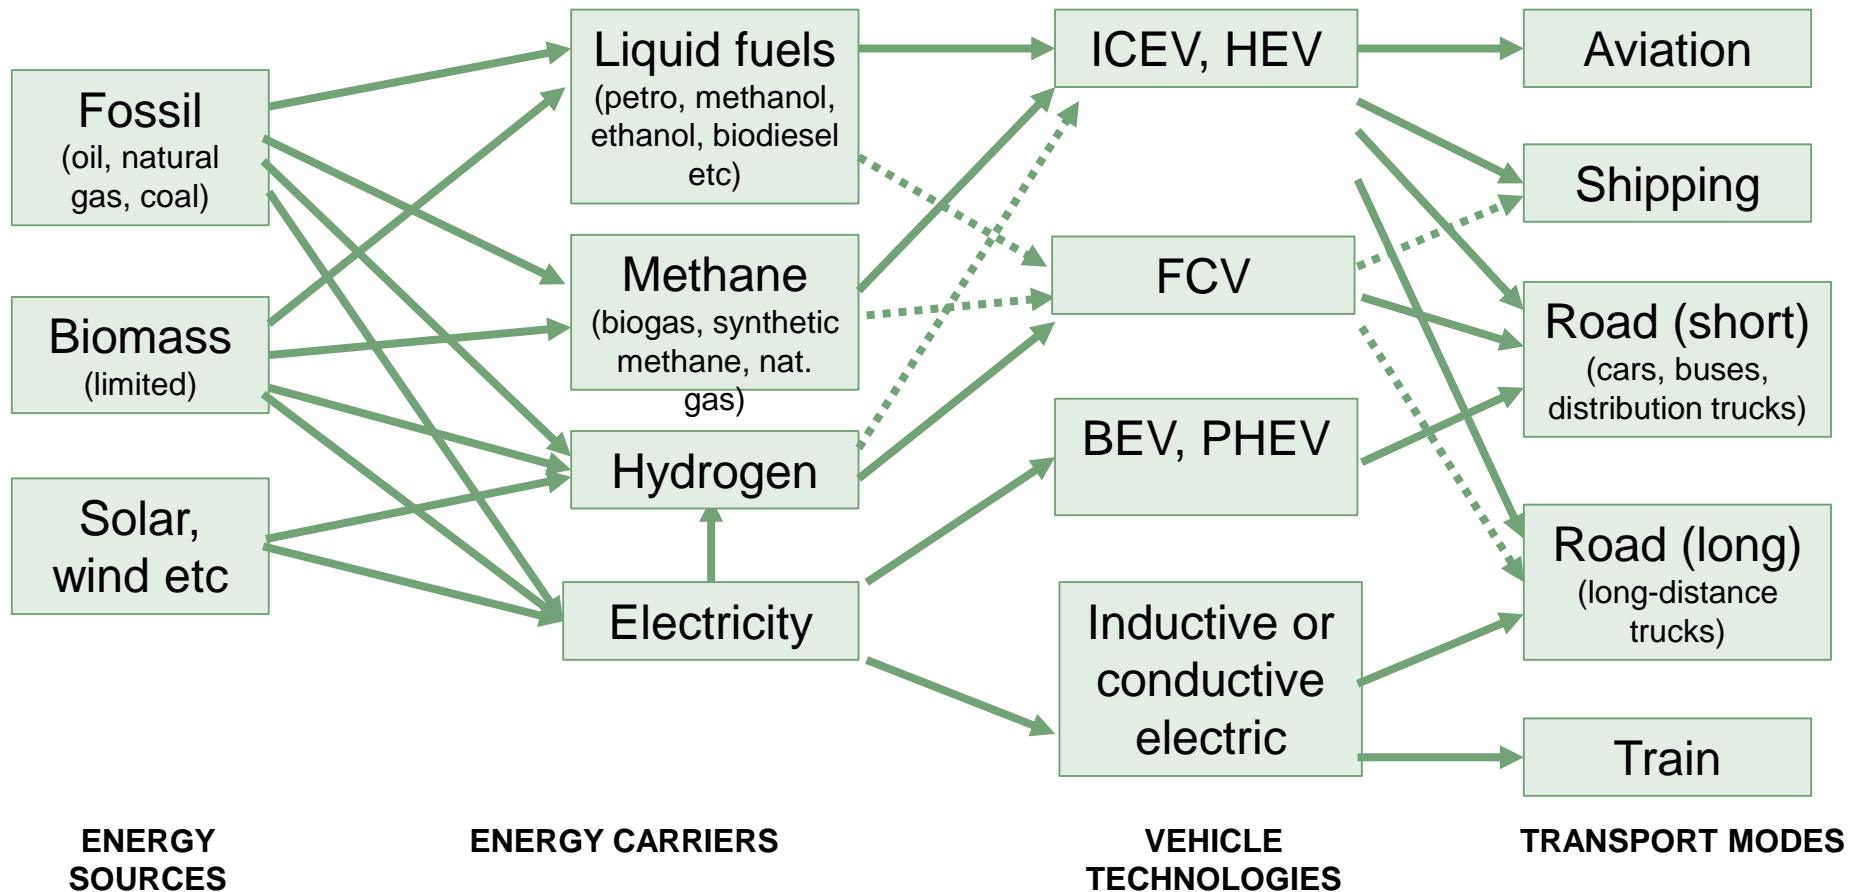 Fossil
(oil, natural
gas, coal)
Biomass
(limited)
Solar,
wind etc
Liquid fuels
(petro, methanol,
ethanol, biodiesel
etc)
Methane
(biogas, synthetic
methane, nat.
gas)
Hydrogen
Electricity
ICEV, HEV
FCV
BEV, PHEV
Inductive or
conductive
electric
Aviation
Shipping
Road (short)
(cars, buses,
distribution trucks)
Road (long)
(long-distance
trucks)
Train
ENERGY
SOURCES
ENERGY CARRIERS
VEHICLE
TECHNOLOGIES
TRANSPORT MODES